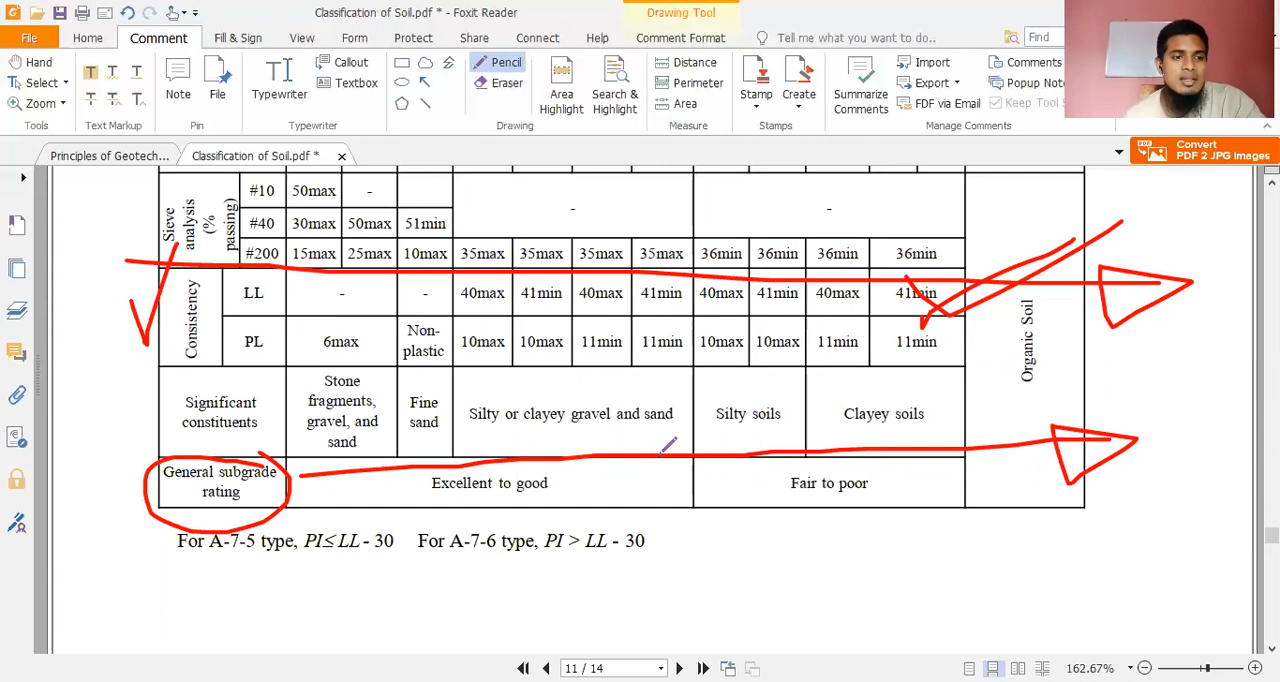 Classification of Soil.pdf * - Foxit Reader
Drawing Tool
File
Home
Comment
Fill & Sign
View
Form
Protect
Share
Connect
Help
Comment Format
Tell me what you want to do..
Find
Hand
Select
Zoom
Tools
T T T
T T T
Text Markup
Note
File
Pin
Typewriter
Callout
Textbox
Typewriter
Pencil
Eraser
Drawing
Area
Highlight
Search &
Highlight
Distance
Perimeter
Area
Measure
Stamp
Create
Stamps
Summarize
Comments
Import
Export
FDF via Email
Comments
Popup Note
Keep Tool S
Manage Comments
Principles of Geotech...
Classification of Soil.pdf *
Convert
PDF 2 JPG Images
Sieve analysis (% passing)
#10 50max -
#40 30max 50max 51min - -
#200 15max 25max 10max 35max 35max 35max 35max 36min 36min 36min 36min
Consistency
LL - - 40max 41min 40max 41min 40max 41min 40max 41min
PL 6max Non-plastic 10max 10max 11min 11min 10max 10max 11min 11min
Organic Soil
Significant constituents
Stone fragments, gravel, and sand
Fine sand
Silty or clayey gravel and sand
Silty soils
Clayey soils
General subgrade rating
Excellent to good
Fair to poor
For A-7-5 type, PI≤ LL - 30 For A-7-6 type, PI > LL - 30
11 / 14
162.67%